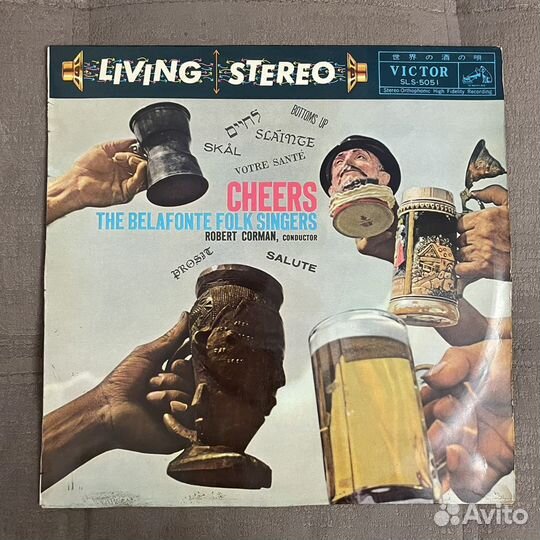 LIVING STEREO
世界の酒の唄
VICTOR
SLS-5051
Stereo-Orthophonic High Fidelity Recording
BOTTOMS UP
לחיים
SLÁINTE
SKÅL
VOTRE SANTÉ
CHEERS
THE BELAFONTE FOLK SINGERS
ROBERT CORMAN, CONDUCTOR
PROSIT
SALUTE
Avito